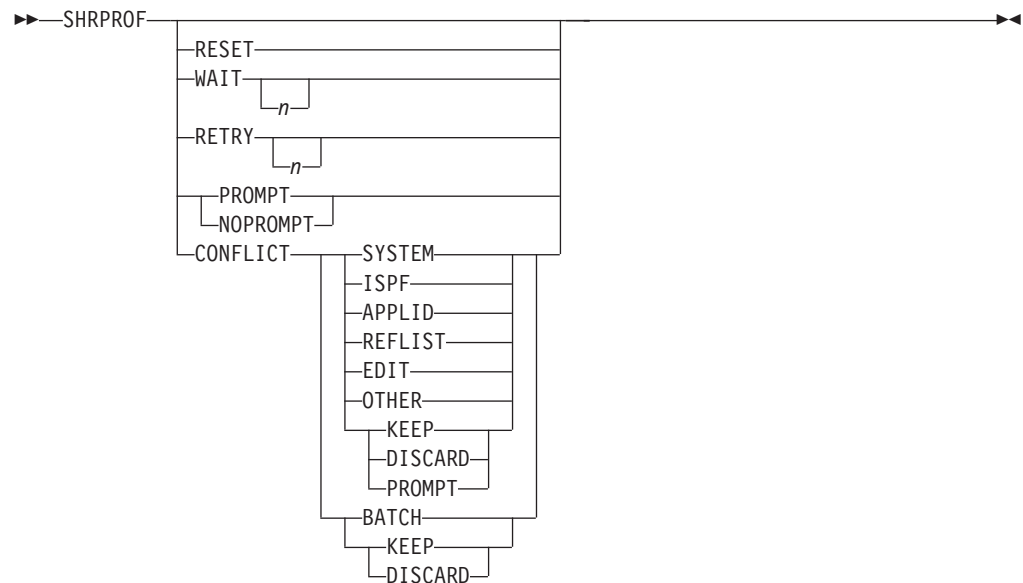 SHRPROF
RESET
WAIT
n
RETRY
n
PROMPT
NOPROMPT
CONFLICT SYSTEM
ISPF
APPLID
REFLIST
EDIT
OTHER
KEEP
DISCARD
PROMPT
BATCH
KEEP
DISCARD